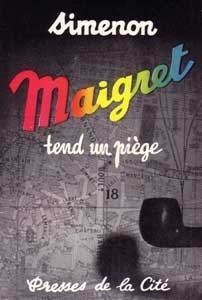 Simenon
Maigret
tend un piège
18
Presses de la Cité